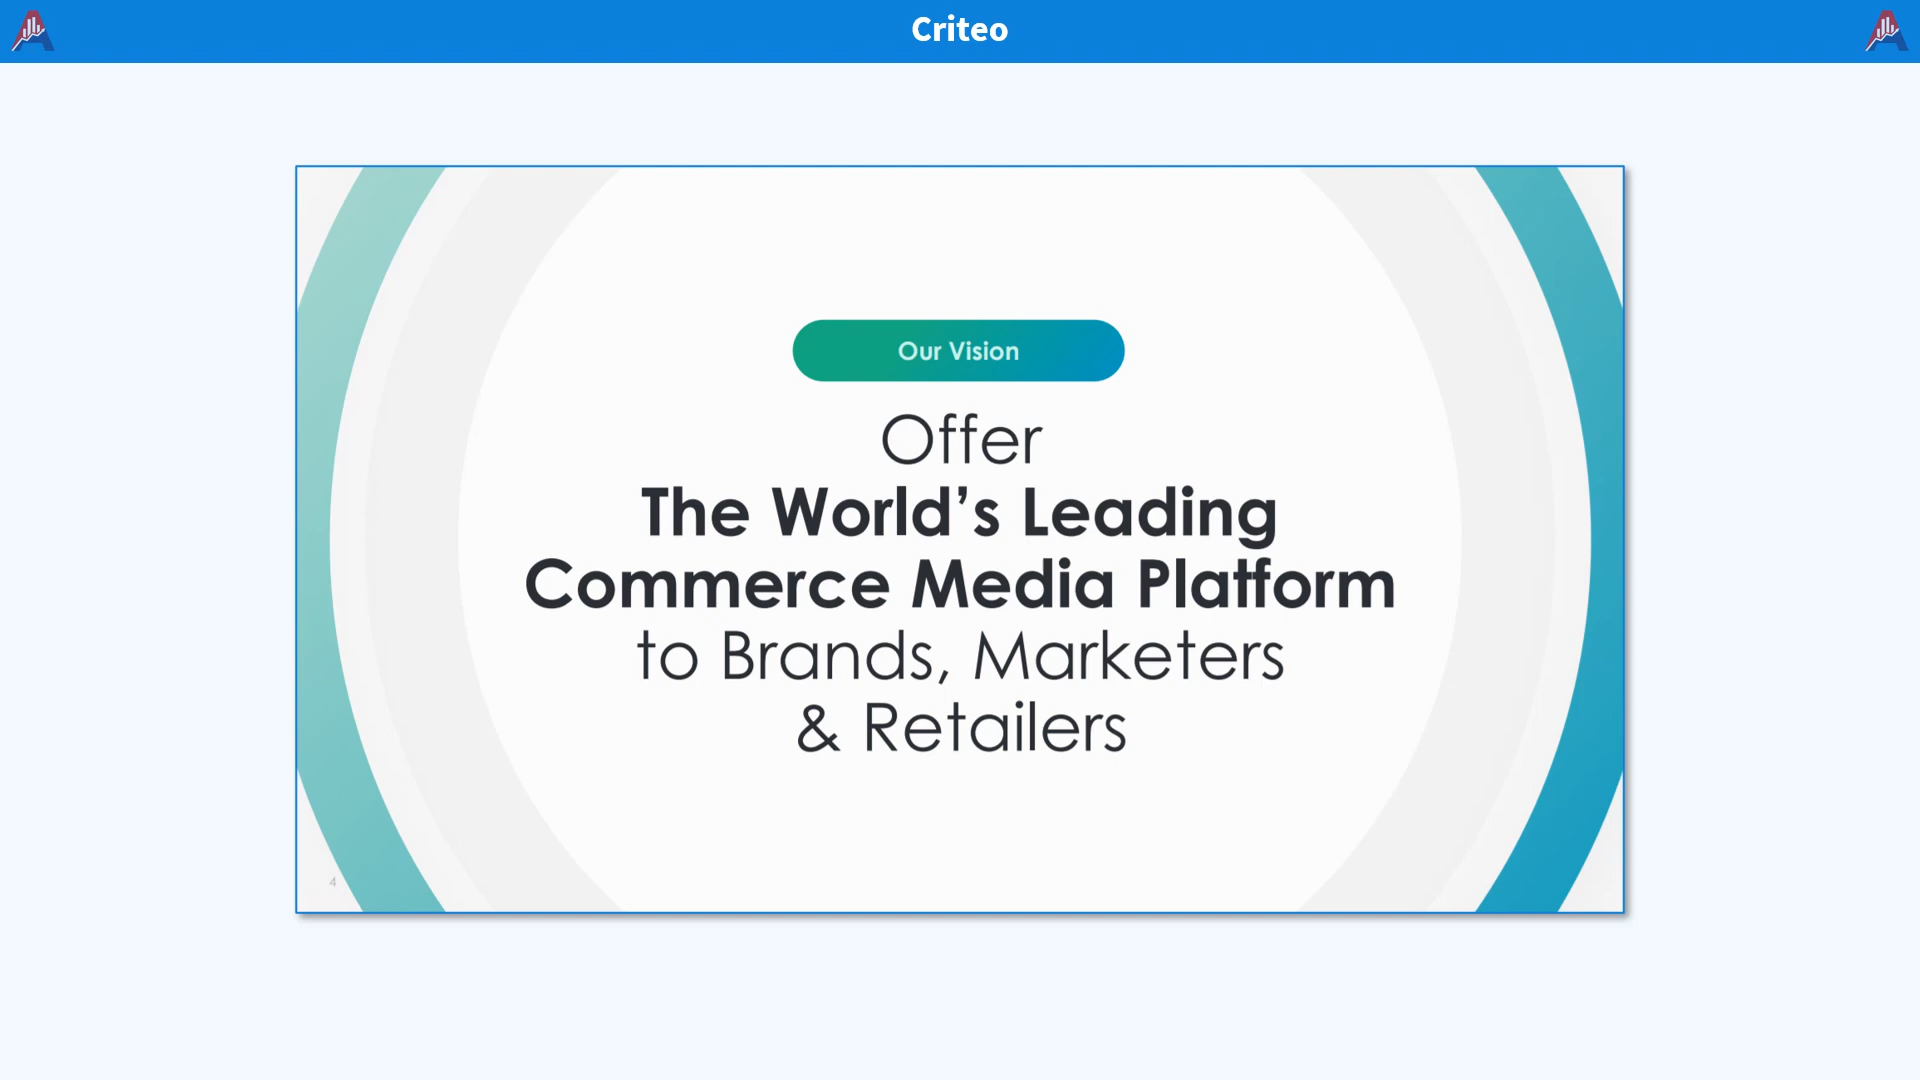 Criteo
Our Vision
Offer
The World’s Leading
Commerce Media Platform
to Brands, Marketers
& Retailers
4